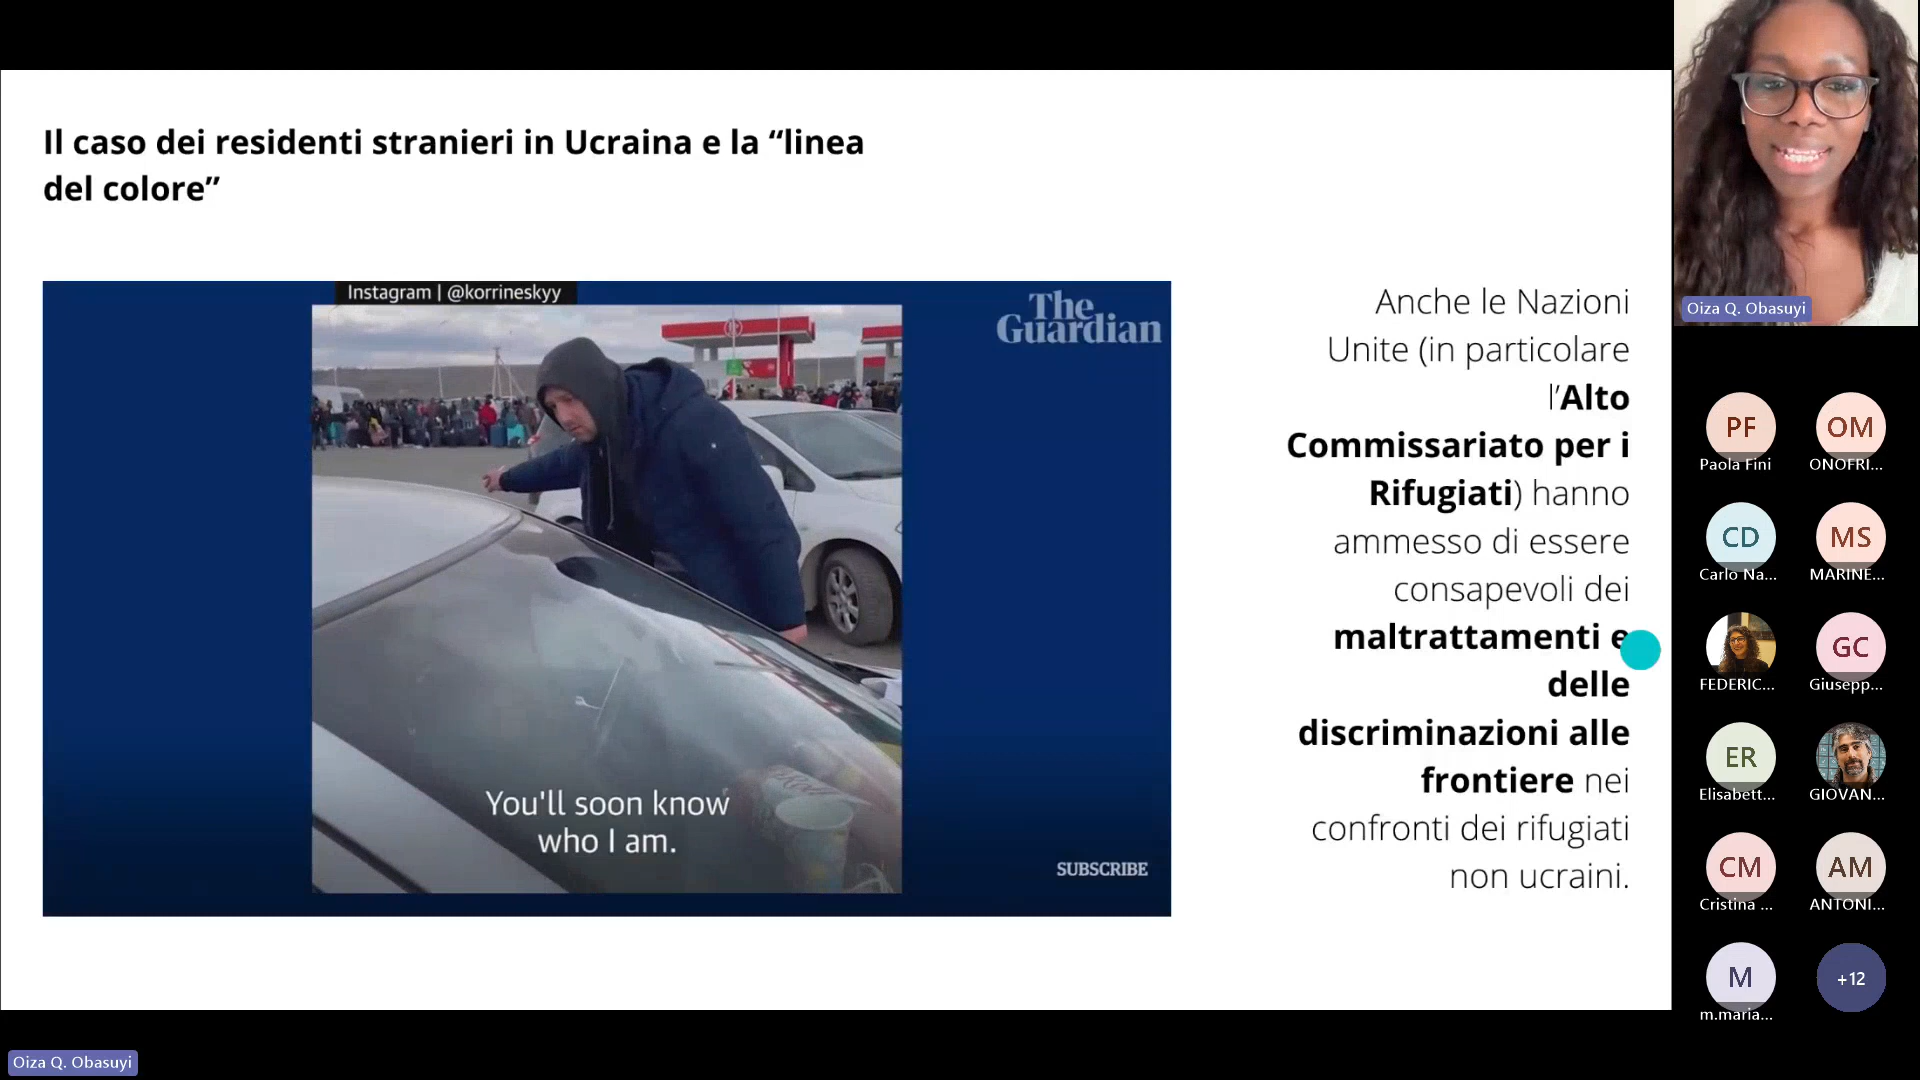 Il caso dei residenti stranieri in Ucraina e la “linea
del colore”
Instagram | @korrineskyy
The
Guardian
You'll soon know
who I am.
SUBSCRIBE
Anche le Nazioni
Unite (in particolare
l’Alto
Commissariato per i
Rifugiati) hanno
ammesso di essere
consapevoli dei
maltrattamenti e
delle
discriminazioni alle
frontiere nei
confronti dei rifugiati
non ucraini.
Oiza Q. Obasuyi
PF
Paola Fini
OM
ONOFRI...
CD
Carlo Na...
MS
MARINE...
FEDERIC...
GC
Giusepp...
ER
Elisabett...
GIOVAN...
CM
Cristina ...
AM
ANTONI...
M
m.maria...
+12
Oiza Q. Obasuyi